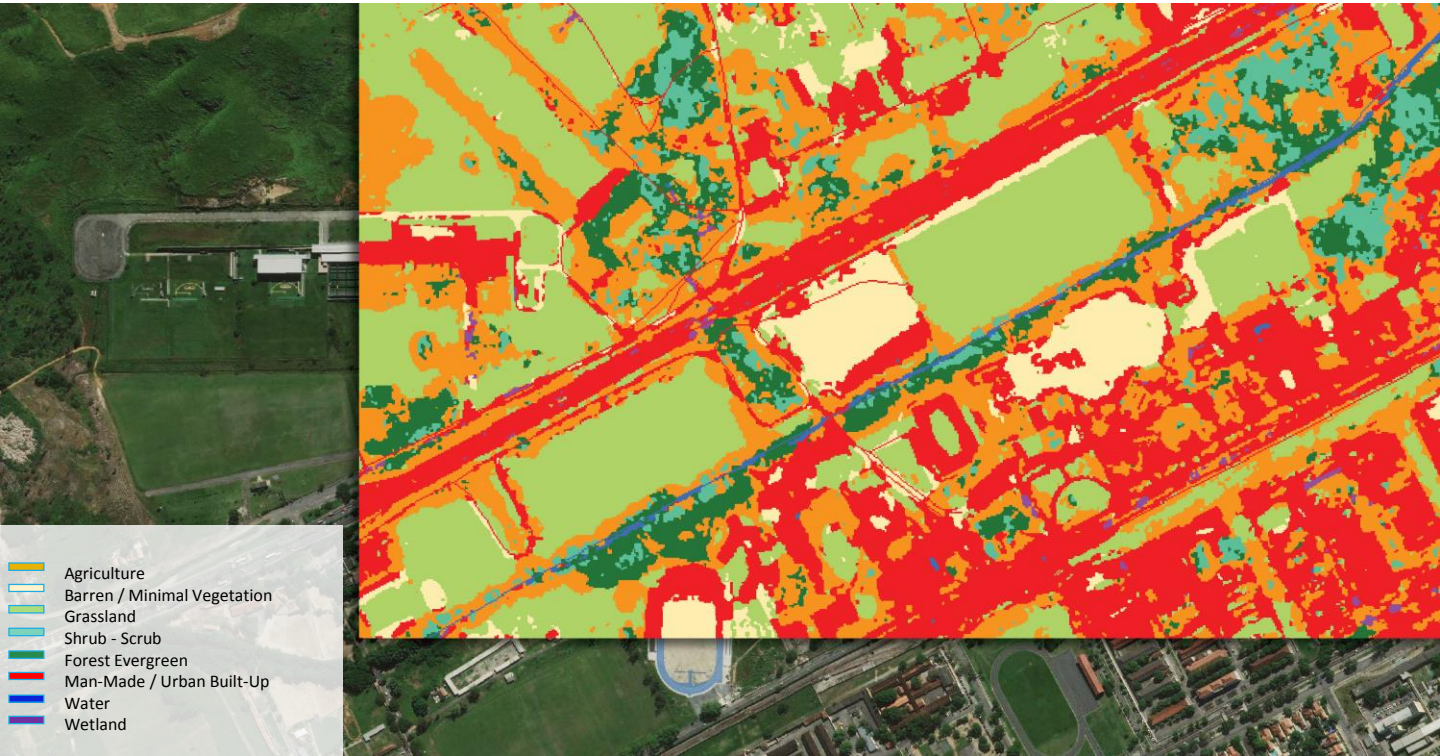 Agriculture
Barren / Minimal Vegetation
Grassland
Shrub - Scrub
Forest Evergreen
Man-Made / Urban Built-Up
Water
Wetland